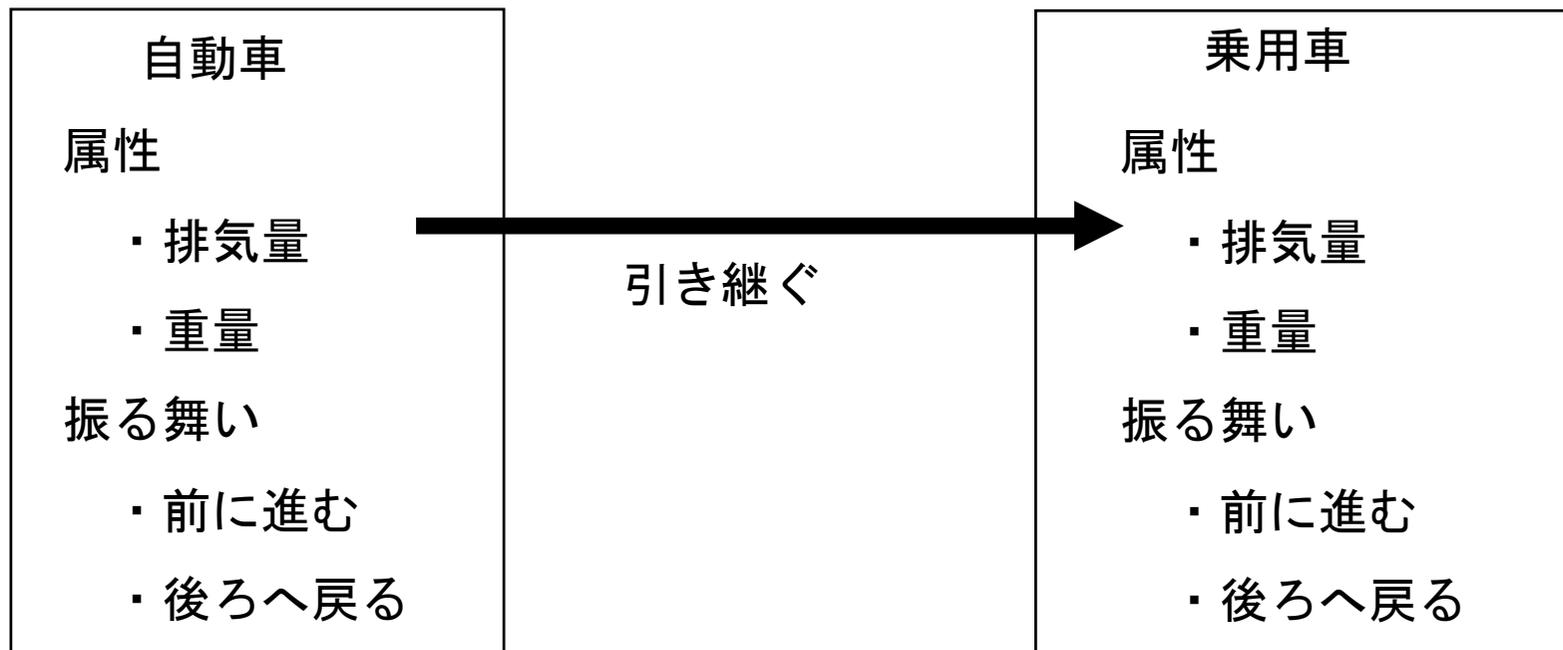 自動車
属性
・排気量
・重量
振る舞い
・前に進む
・後ろへ戻る
引き継ぐ
乗用車
属性
・排気量
・重量
振る舞い
・前に進む
・後ろへ戻る